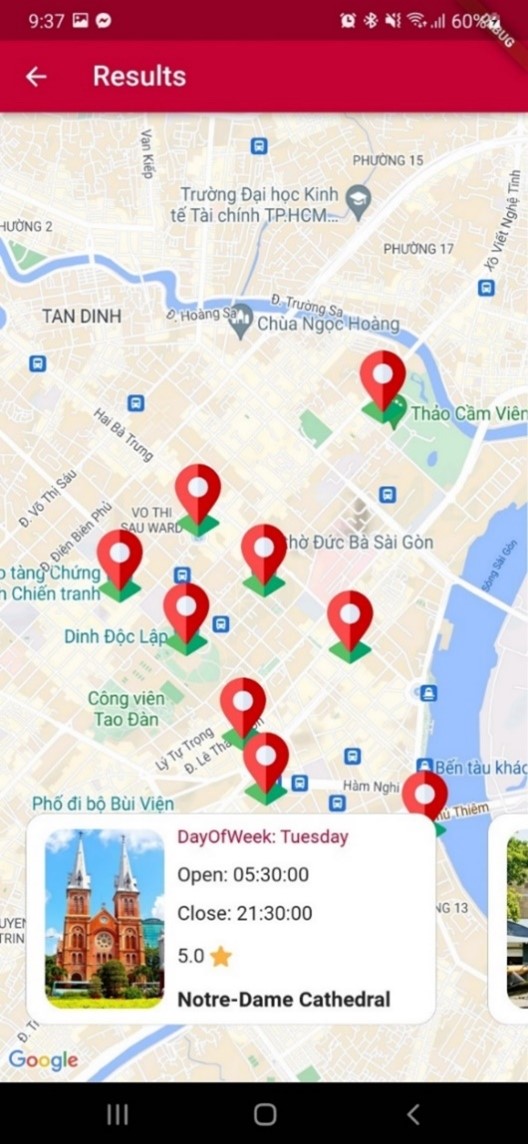 9:37
60%
BUG
Results
Vạn Kiếp
PHƯỜNG 15
Trường Đại học Kinh
tế Tài chính TP.HCM...
HƯỜNG 2
PHƯỜNG 17
Xô Viết Nghệ Tĩnh
TAN DINH
Đ. Hoàng Sa
Đ. Trường Sa
Chùa Ngọc Hoàng
Thảo Cầm Viên
Hai Bà Trưng
Đ. Võ Thị Sáu
VO THI
SAU WARD
Đ. Điện Biên Phủ
hờ Đức Bà Sài Gòn
Sông Sài Gòn
o tàng Chứng
h Chiến tranh
Dinh Độc Lập
Công viên
Tao Đàn
Lý Tự Trọng
Đ. Lê Thá
Hàm Nghi
Bến tàu khác
Phố đi bộ Bùi Viện
hủ Thiêm
DayOfWeek: Tuesday
Open: 05:30:00
Close: 21:30:00
5.0
Notre-Dame Cathedral
UYEN
TRIN
NG 13
Google